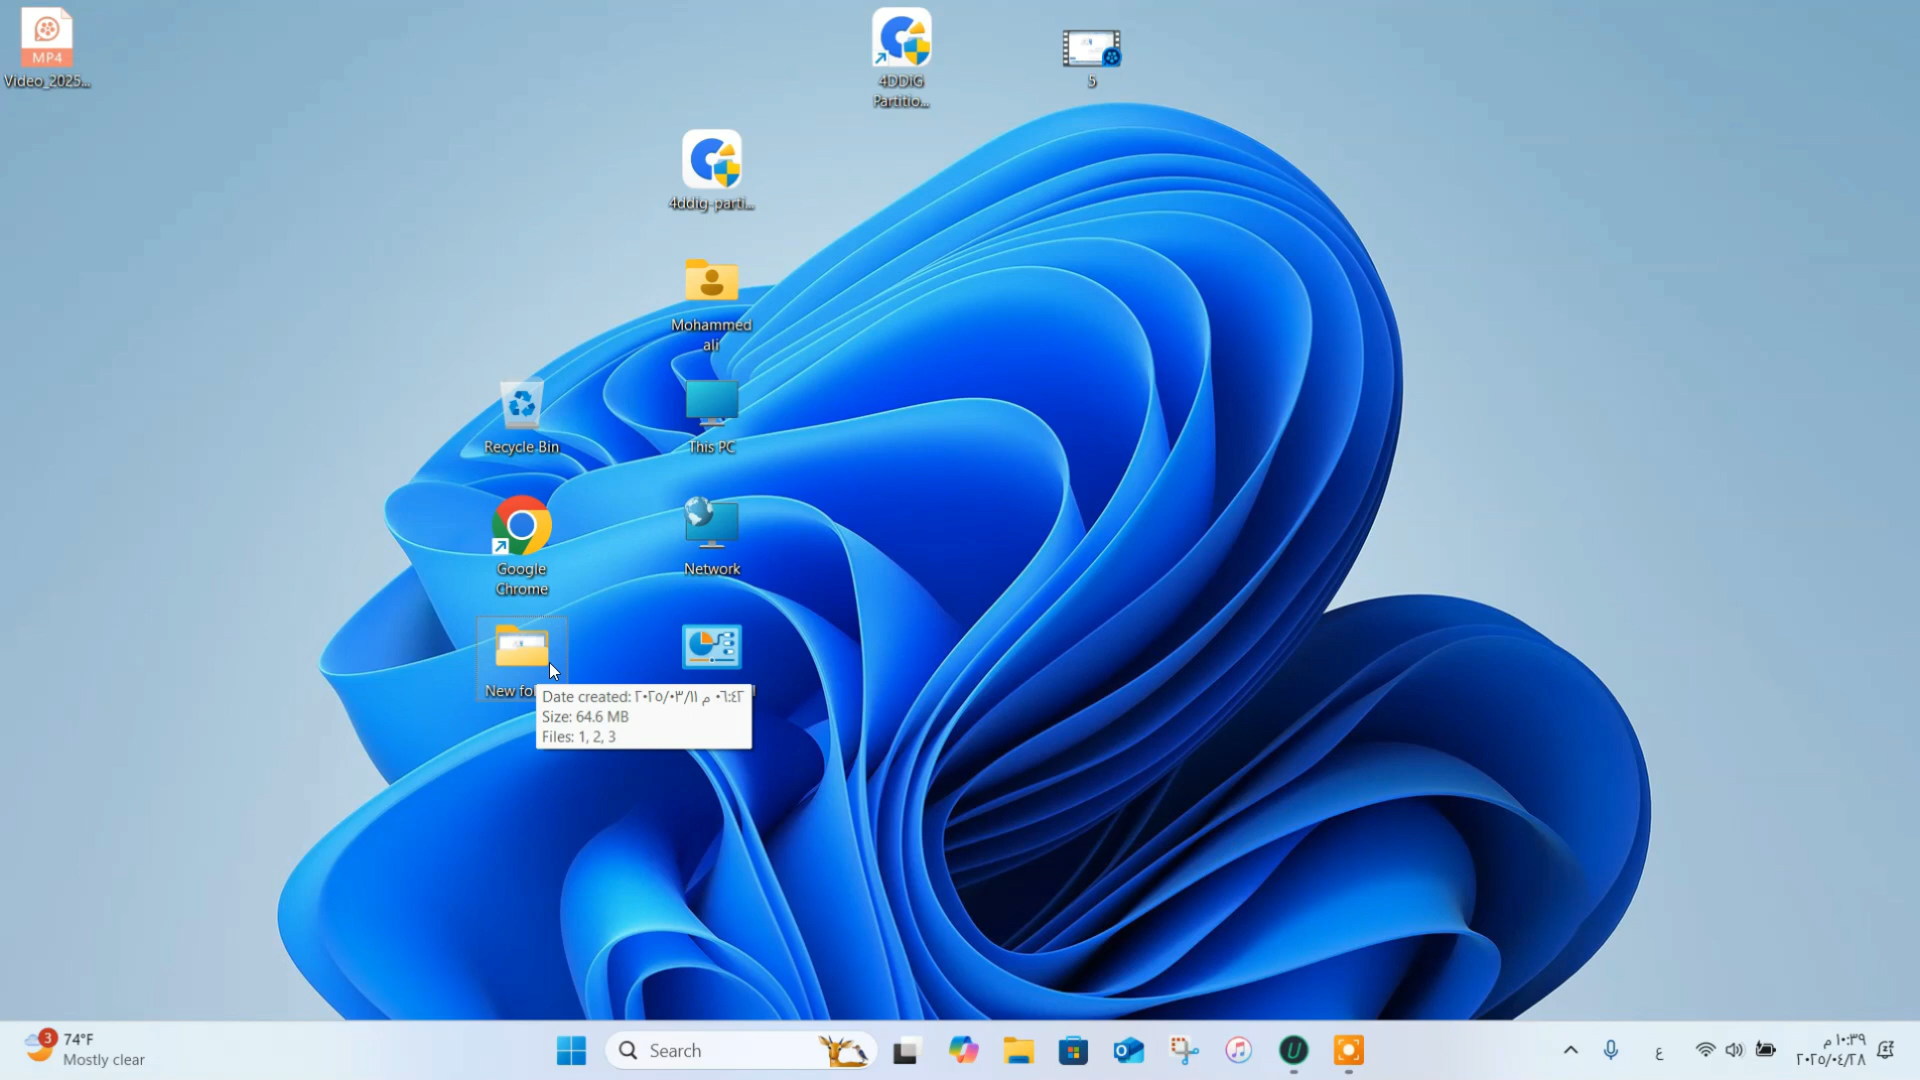 MP4
Video_2025...
4DDiG
Partitio...
5
4ddig-parti...
Mohammed
ali
Recycle Bin
This PC
Google
Chrome
Network
New fo
Date created: ٢٠٢٥/٠٣/١١ م ٠٦:٤٢
Size: 64.6 MB
Files: 1, 2, 3
3
74°F
Mostly clear
Search
ع
١٠:٣٩ م
٢٠٢٥/٠٤/٢٨